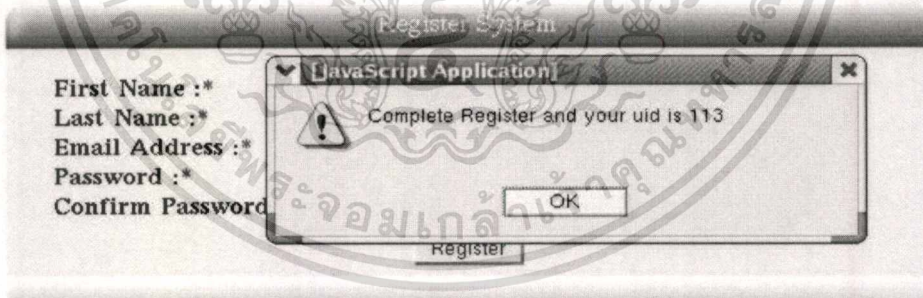 Register System
[JavaScript Application]
First Name :*
Last Name :*
Email Address :*
Password :*
Confirm Password
Complete Register and your uid is 113
OK
Register